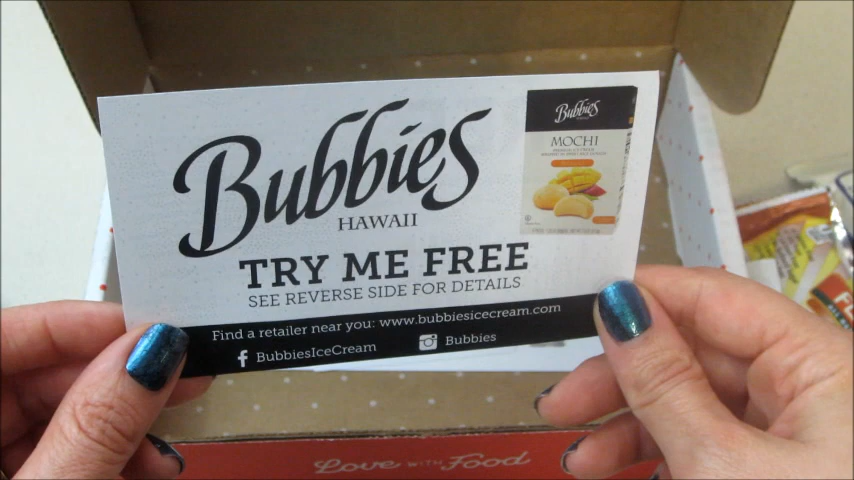 Bubbies
HAWAII
Bubbies
HAWAII
MOCHI
TRY ME FREE
SEE REVERSE SIDE FOR DETAILS
Find a retailer near you: www.bubbiesicecream.com
BubbiesIceCream
Bubbies
Love WITH Food